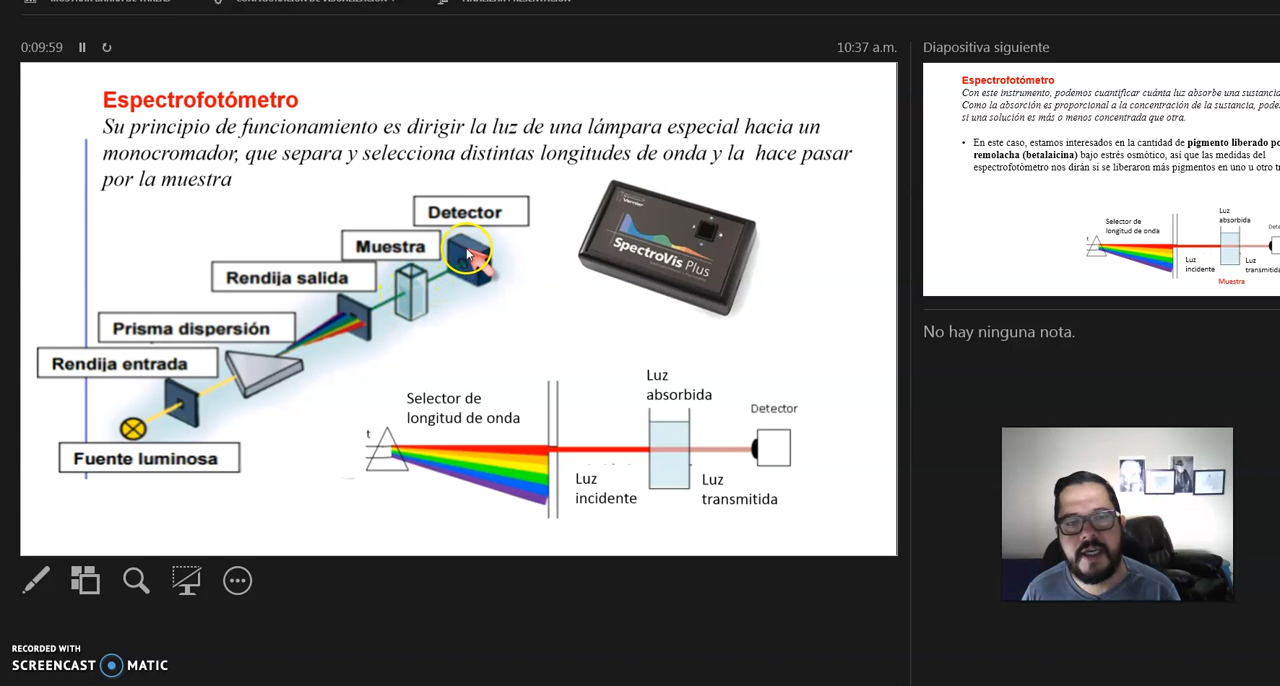 0:09:59
10:37 a.m.
Diapositiva siguiente
Espectrofotómetro
Su principio de funcionamiento es dirigir la luz de una lámpara especial hacia un
monocromador, que separa y selecciona distintas longitudes de onda y la hace pasar
por la muestra
Detector
Muestra
Rendija salida
Prisma dispersión
Rendija entrada
Fuente luminosa
Vernier
SpectroVis Plus
Selector de
longitud de onda
t
Luz
absorbida
Detector
Luz
incidente
Luz
transmitida
Espectrofotómetro
Con este instrumento, podemos cuantificar cuánta luz absorbe una sustancia
Como la absorción es proporcional a la concentración de la sustancia,
si una solución es más o menos concentrada que otra.
• En este caso, estamos interesados en la cantidad de pigmento liberado
remolacha (betalaicina) bajo estrés osmótico, así que las medidas del
espectrofotómetro nos dirán si se liberaron más pigmentos en uno u otro
Selector de
longitud de onda
t
Luz
absorbida
Luz
incidente
Luz
transmitida
Muestra
No hay ninguna nota.
RECORDED WITH
SCREENCAST MATIC